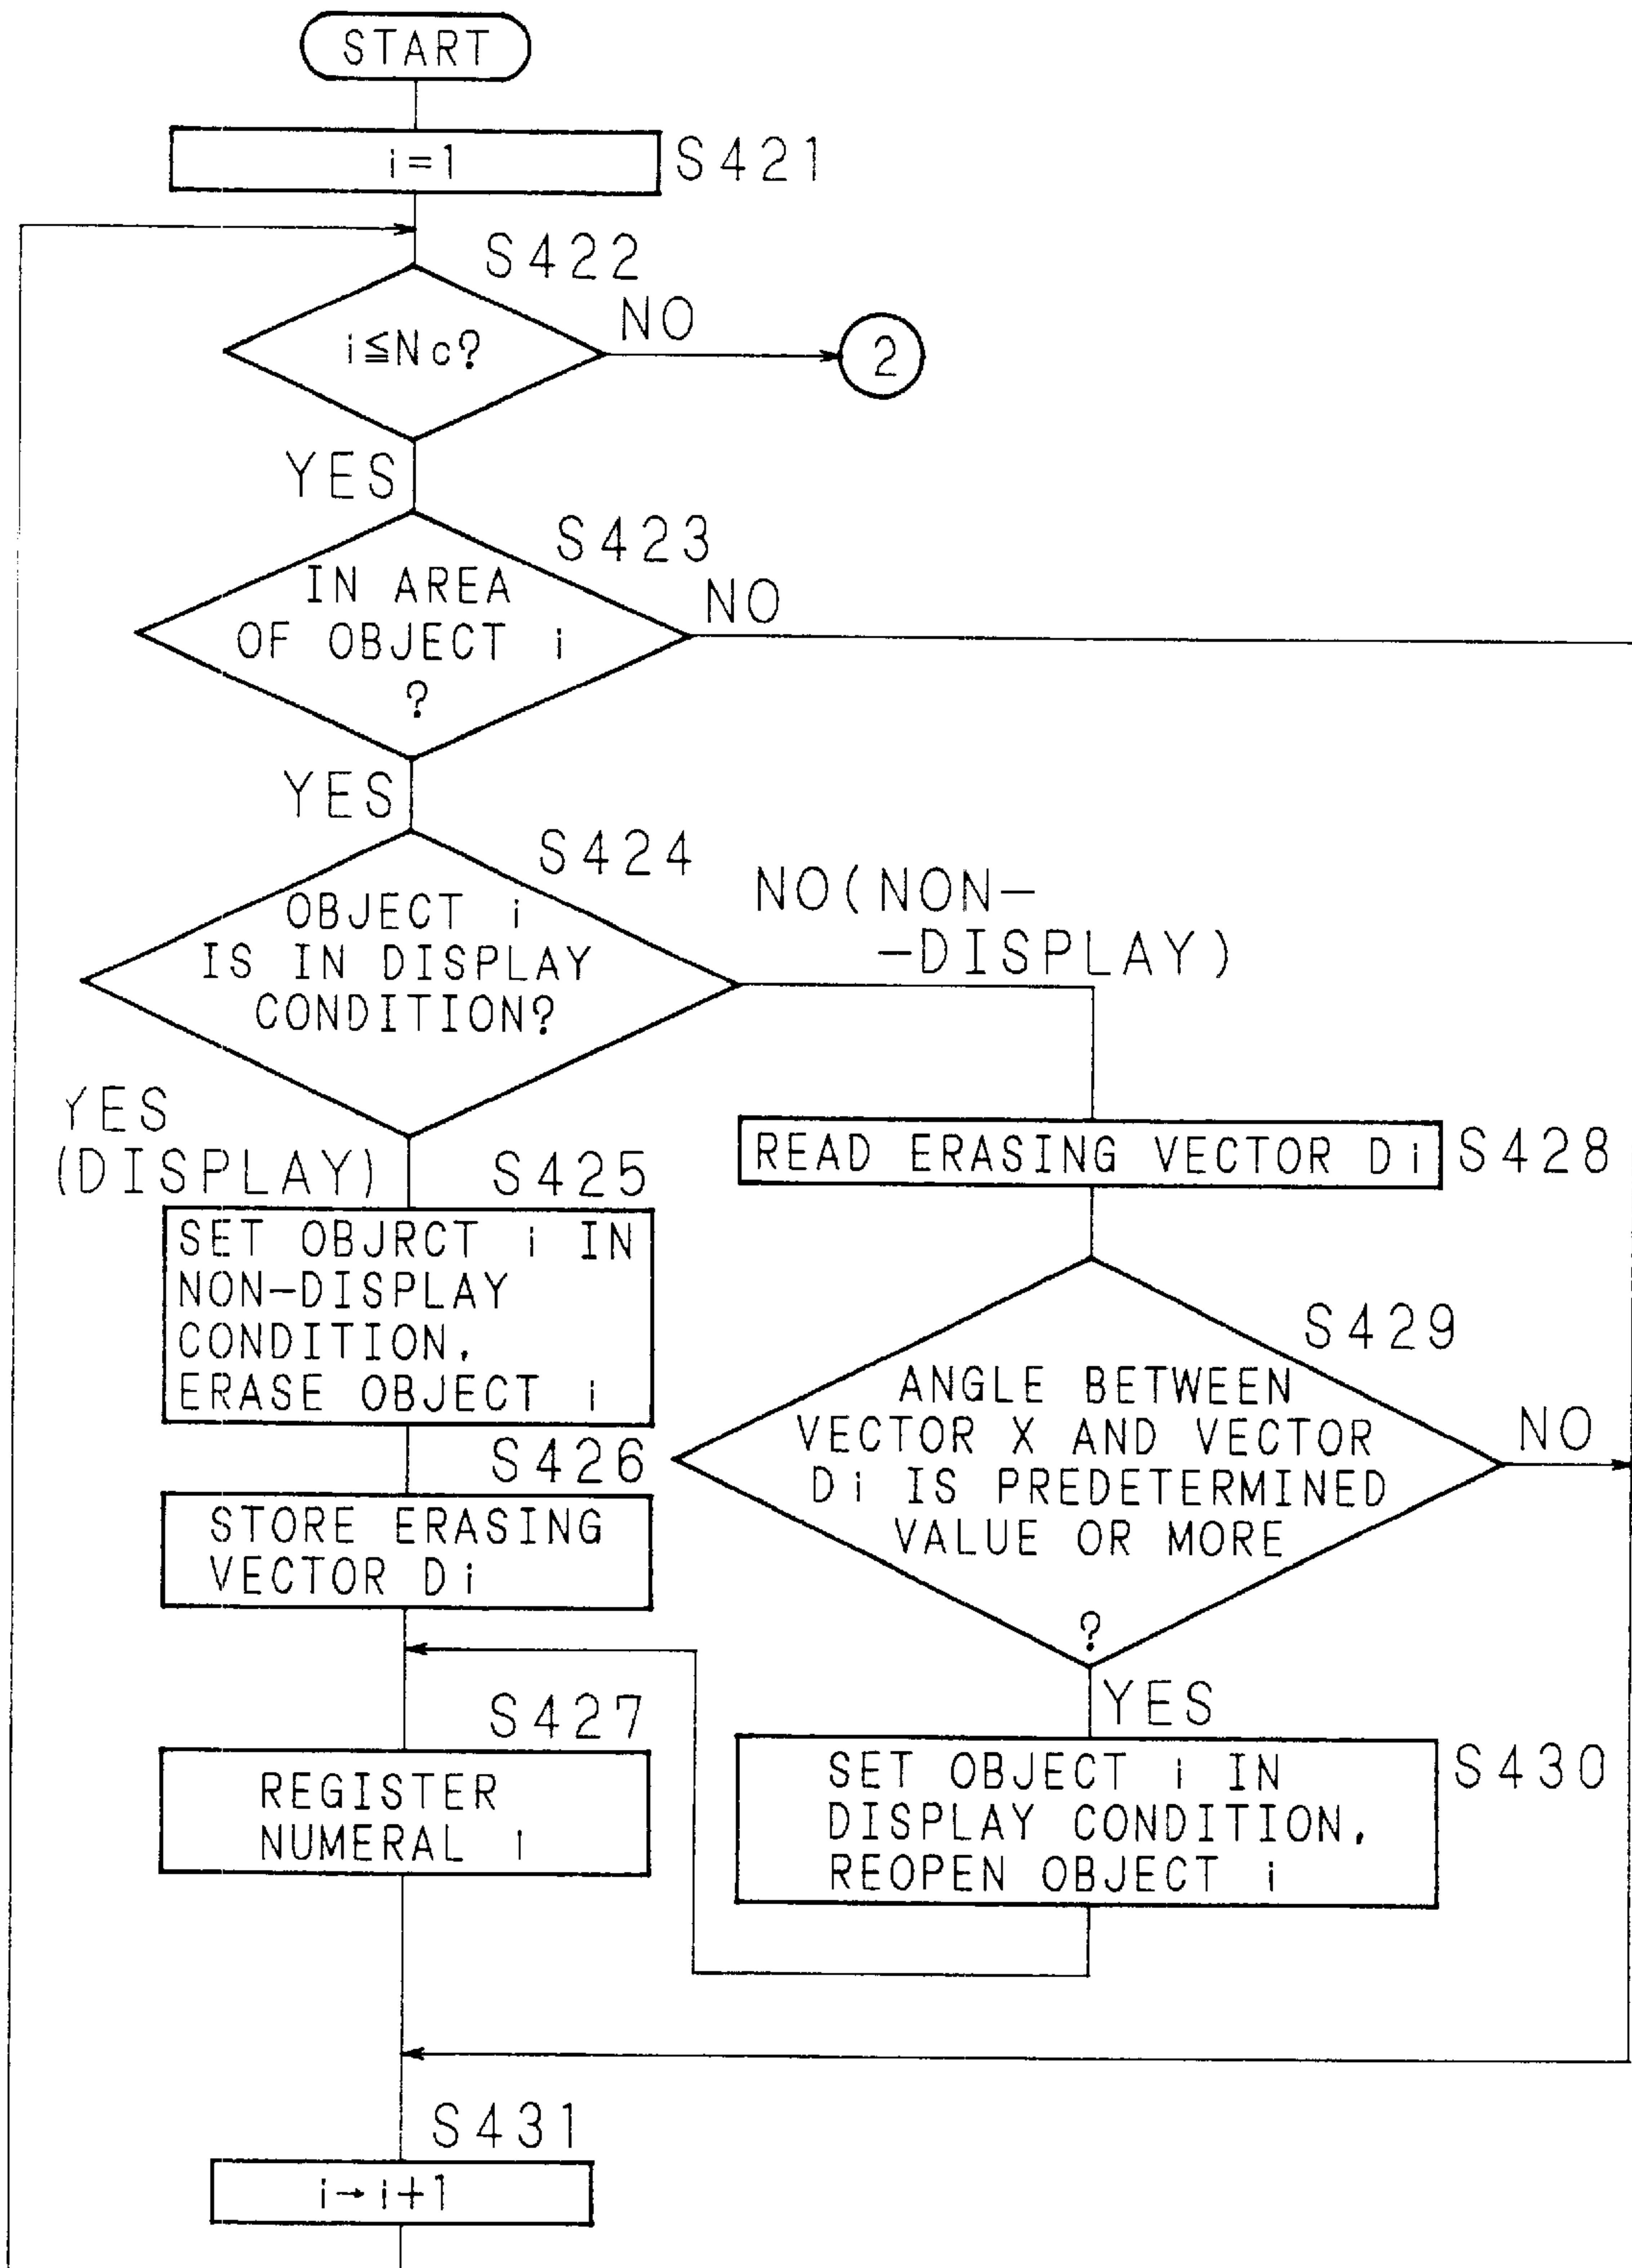 START
i=1
S421
S422
i≦Nc?
NO
2
YES
S423
IN AREA
OF OBJECT i
?
NO
YES
S424
OBJECT i
IS IN DISPLAY
CONDITION?
NO(NON-
-DISPLAY)
YES
(DISPLAY)
S425
SET OBJRCT i IN
NON-DISPLAY
CONDITION,
ERASE OBJECT i
S426
STORE ERASING
VECTOR Di
S427
REGISTER
NUMERAL i
READ ERASING VECTOR Di
S428
S429
ANGLE BETWEEN
VECTOR X AND VECTOR
Di IS PREDETERMINED
VALUE OR MORE
?
NO
YES
SET OBJECT i IN
DISPLAY CONDITION,
REOPEN OBJECT i
S430
S431
i→i+1